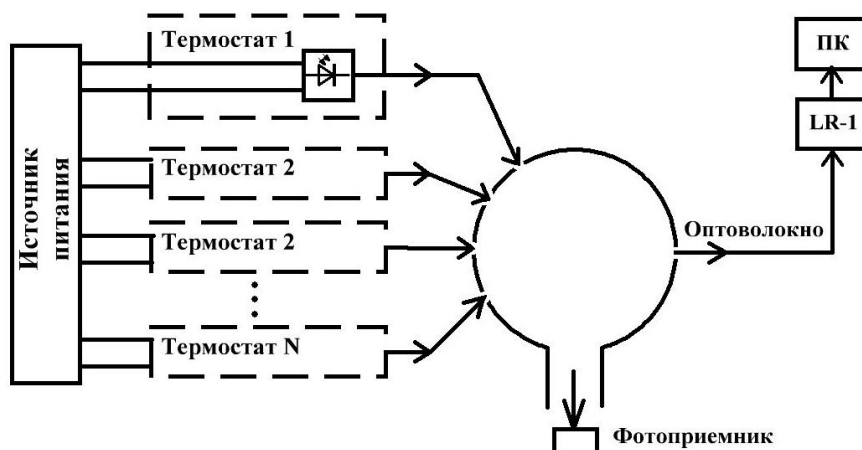 Термостат 1
ПК
LR-1
Источник
питания
Термостат 2
Термостат 2
Оптоволокно
Термостат N
Фотоприемник